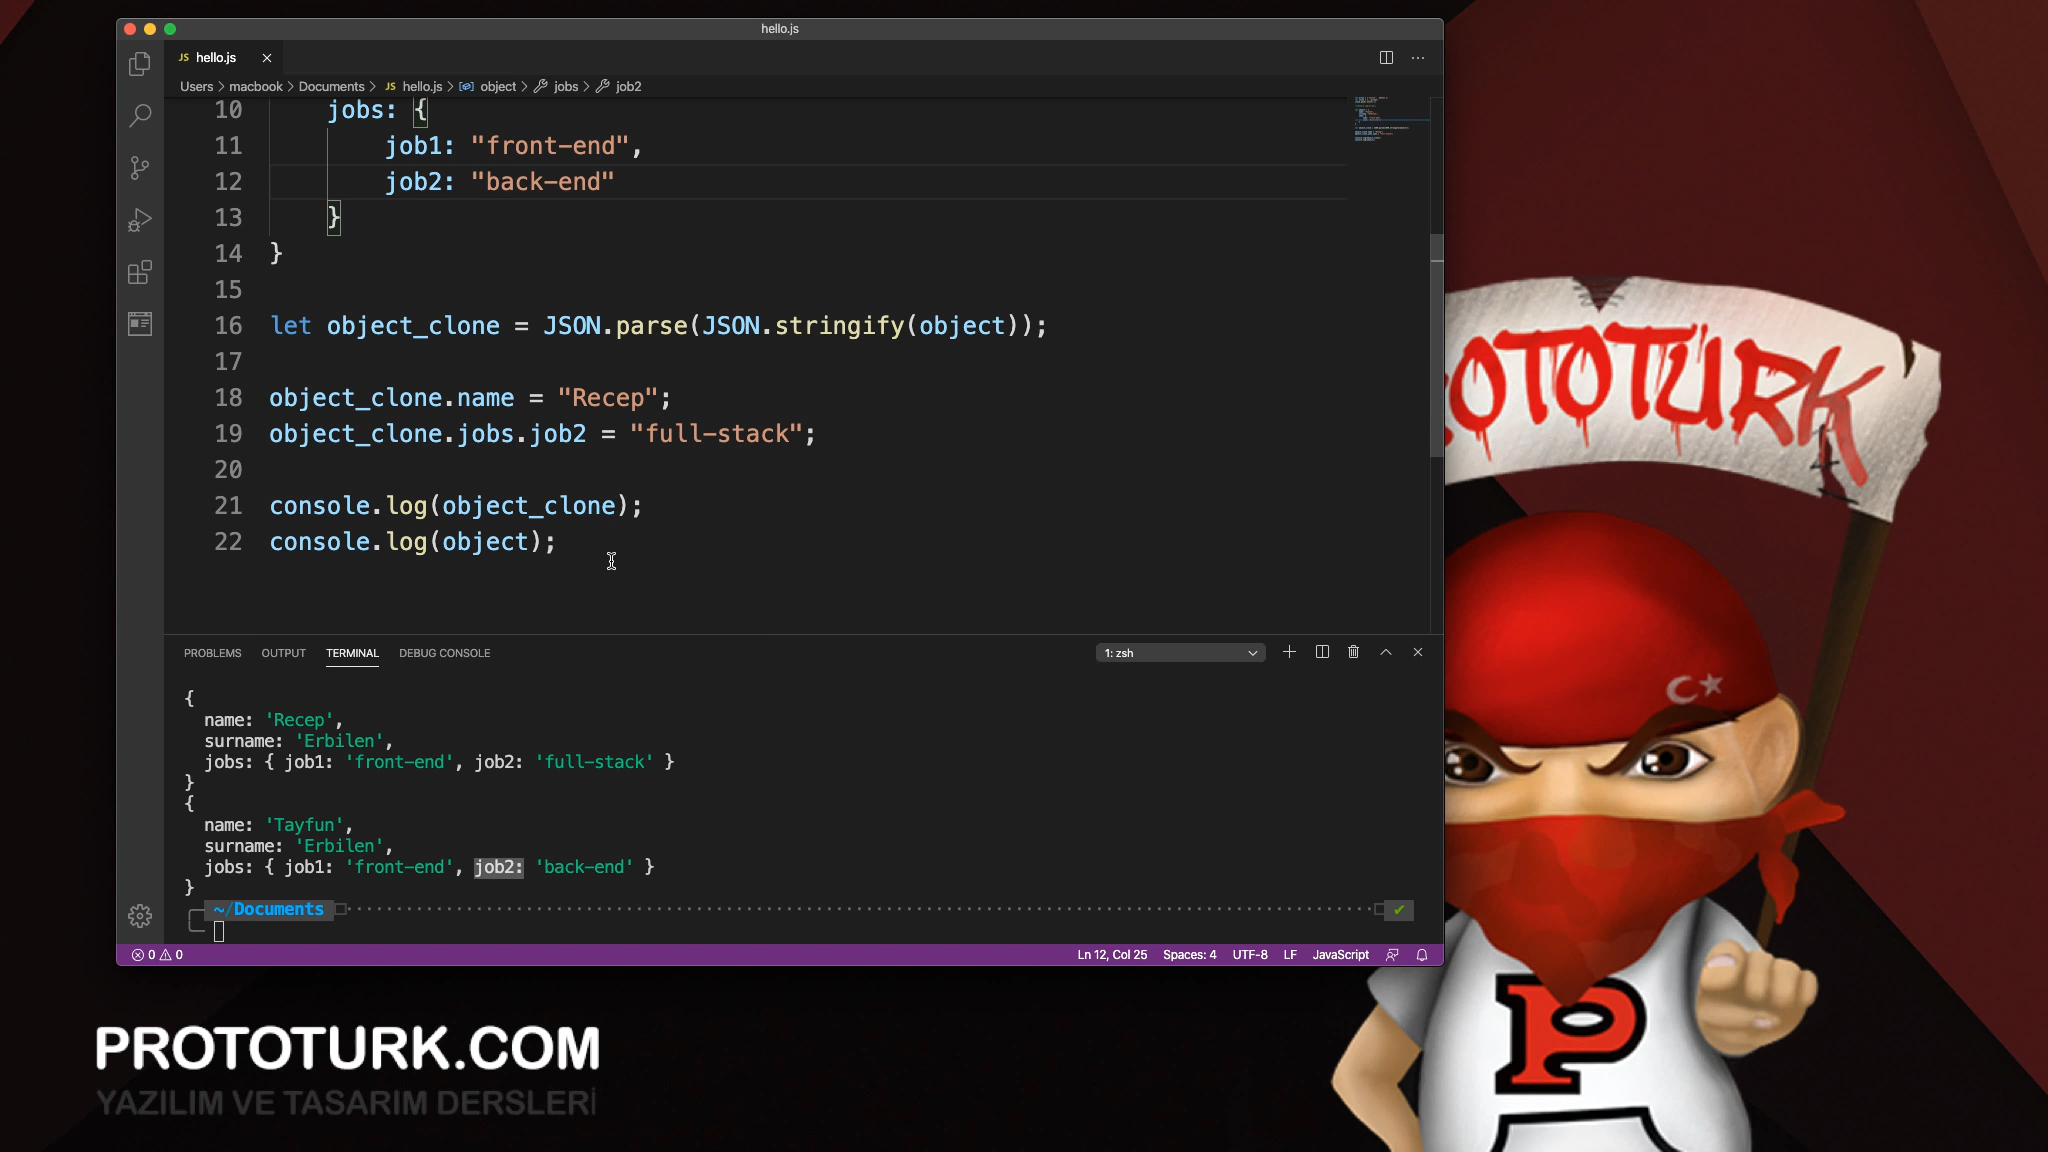 hello.js
JS hello.js
Users > macbook > Documents > JS hello.js > object > jobs > job2
10 jobs: {
11 job1: "front-end",
12 job2: "back-end"
13 }
14 }
15
16 let object_clone = JSON.parse(JSON.stringify(object));
17
18 object_clone.name = "Recep";
19 object_clone.jobs.job2 = "full-stack";
20
21 console.log(object_clone);
22 console.log(object);
PROBLEMS OUTPUT TERMINAL DEBUG CONSOLE 1: zsh
{
name: 'Recep',
surname: 'Erbilen',
jobs: { job1: 'front-end', job2: 'full-stack' }
}
{
name: 'Tayfun',
surname: 'Erbilen',
jobs: { job1: 'front-end', job2: 'back-end' }
}
~/Documents
0 0 Ln 12, Col 25 Spaces: 4 UTF-8 LF JavaScript
OTOTÜRK
P
PROTOTURK.COM
YAZILIM VE TASARIM DERSLERİ